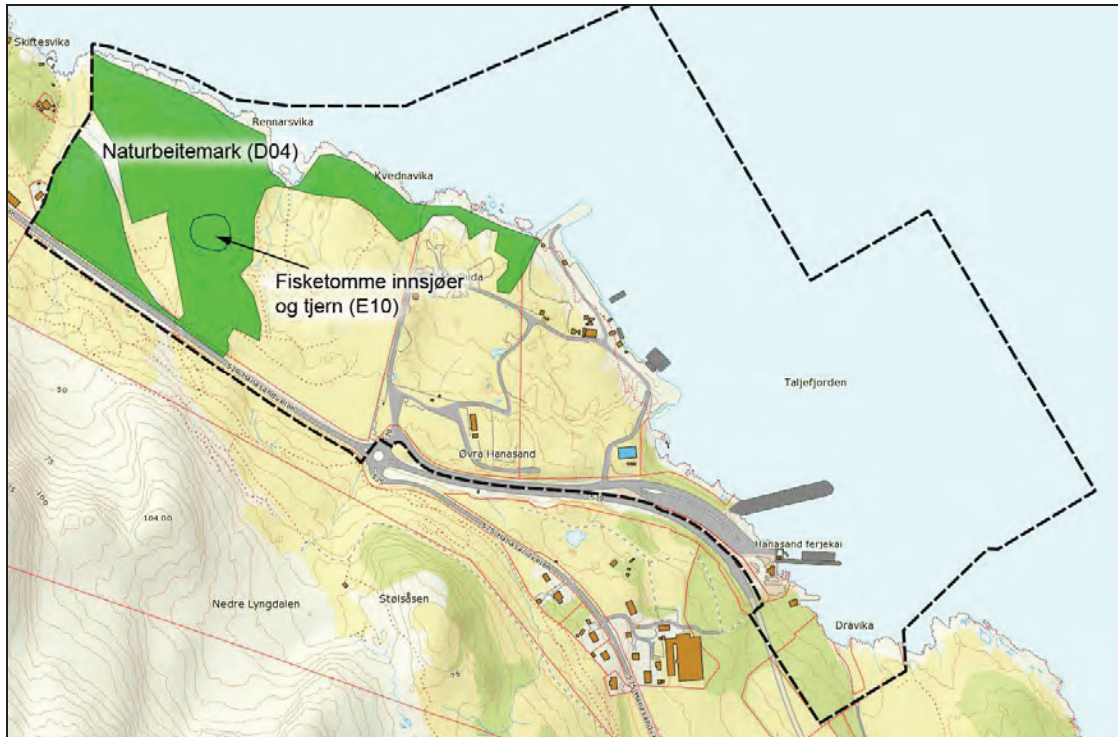 Skiftesvika
Rennarsvika
Naturbeitemark (D04)
Kvednavika
Fisketomme innsjøer
og tjern (E10)
Taljefjorden
50
Øvra Hanasand
75
100
104.00
519
Hanasand ferjekai
Nedre Lyngdalen
Stølsåsen
Dravika